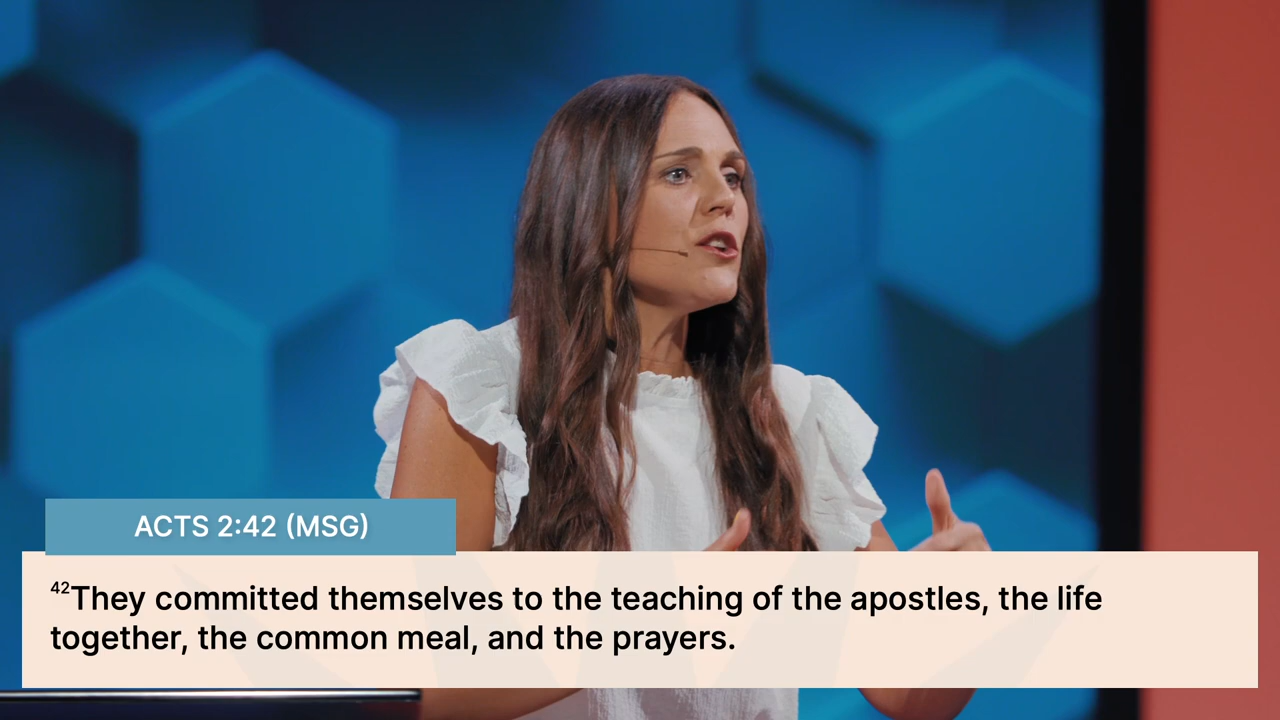 ACTS 2:42 (MSG)
42They committed themselves to the teaching of the apostles, the life
together, the common meal, and the prayers.